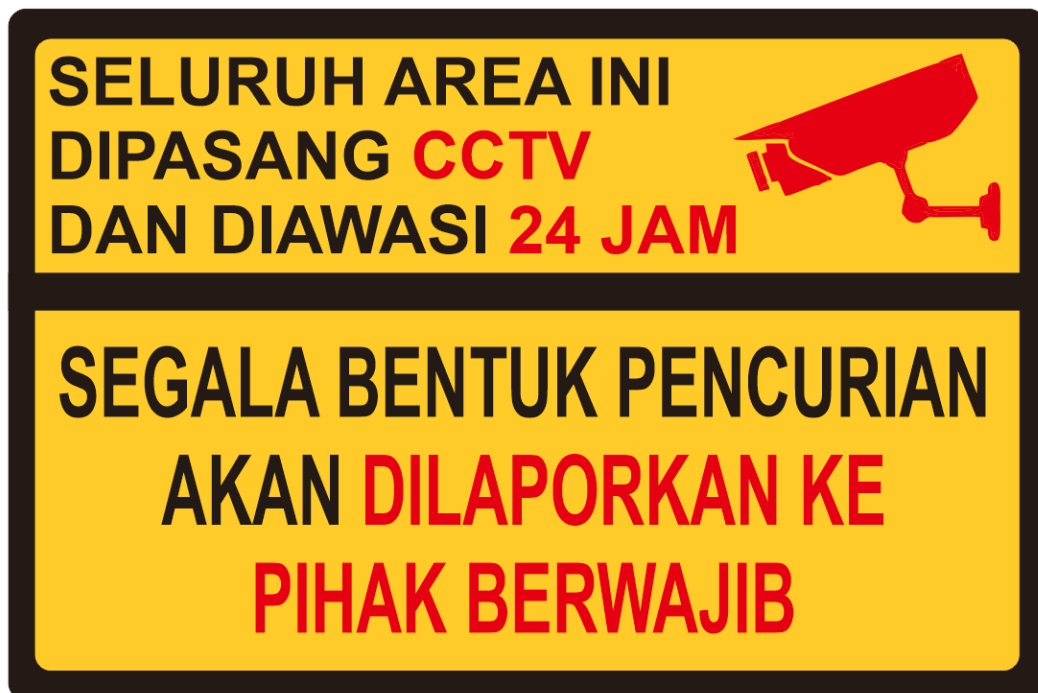 SELURUH AREA INI
DIPASANG CCTV
DAN DIAWASI 24 JAM
SEGALA BENTUK PENCURIAN
AKAN DILAPORKAN KE
PIHAK BERWAJIB